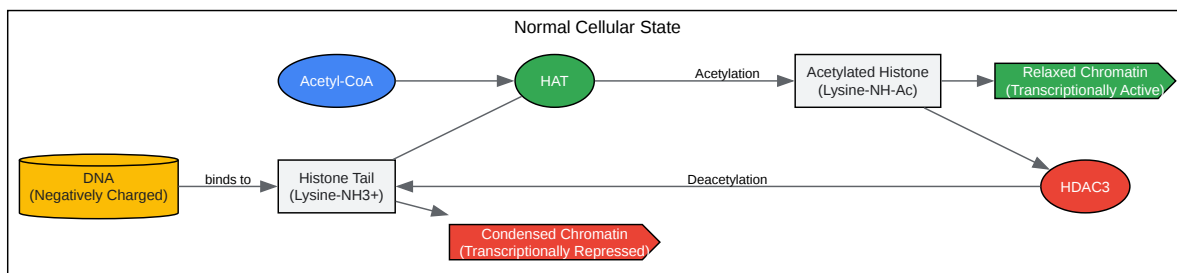 Normal Cellular State
Acetyl-CoA
HAT
Acetylation
Acetylated Histone
(Lysine-NH-Ac)
Relaxed Chromatin
(Transcriptionally Active)
DNA
(Negatively Charged)
binds to
Histone Tail
(Lysine-NH3+)
Deacetylation
HDAC3
Condensed Chromatin
(Transcriptionally Repressed)